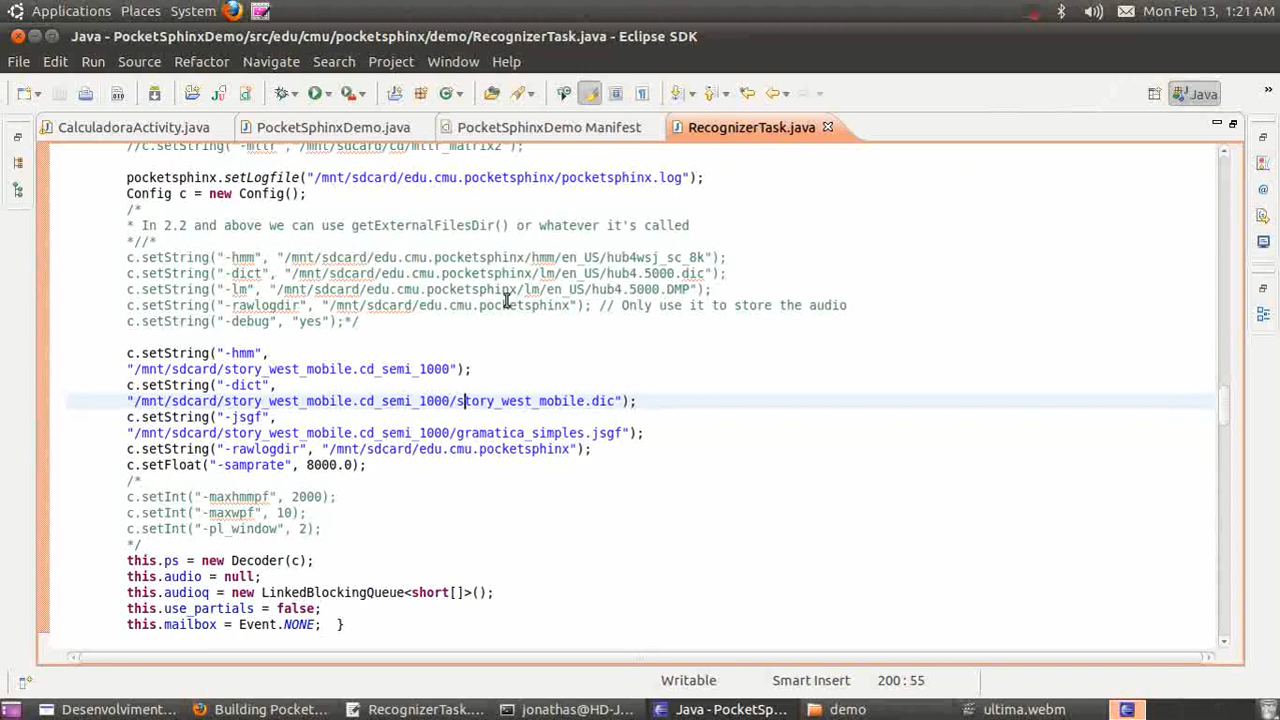 Applications Places System Mon Feb 13, 1:21 AM
Java - PocketSphinxDemo/src/edu/cmu/pocketsphinx/demo/RecognizerTask.java - Eclipse SDK
File Edit Run Source Refactor Navigate Search Project Window Help
Java »
CalculadoraActivity.java PocketSphinxDemo.java PocketSphinxDemo Manifest RecognizerTask.java
//c.setString("-mllr","/mnt/sdcard/cd/mllr_matrix2");
pocketsphinx.setLogfile("/mnt/sdcard/edu.cmu.pocketsphinx/pocketsphinx.log");
Config c = new Config();
/*
* In 2.2 and above we can use getExternalFilesDir() or whatever it's called
*//*
c.setString("-hmm", "/mnt/sdcard/edu.cmu.pocketsphinx/hmm/en_US/hub4wsj_sc_8k");
c.setString("-dict", "/mnt/sdcard/edu.cmu.pocketsphinx/lm/en_US/hub4.5000.dic");
c.setString("-lm", "/mnt/sdcard/edu.cmu.pocketsphinx/lm/en_US/hub4.5000.DMP");
c.setString("-rawlogdir", "/mnt/sdcard/edu.cmu.pocketsphinx"); // Only use it to store the audio
c.setString("-debug", "yes");*/
c.setString("-hmm",
"/mnt/sdcard/story_west_mobile.cd_semi_1000");
c.setString("-dict",
"/mnt/sdcard/story_west_mobile.cd_semi_1000/story_west_mobile.dic");
c.setString("-jsgf",
"/mnt/sdcard/story_west_mobile.cd_semi_1000/gramatica_simples.jsgf");
c.setString("-rawlogdir", "/mnt/sdcard/edu.cmu.pocketsphinx");
c.setFloat("-samprate", 8000.0);
/*
c.setInt("-maxhmmpf", 2000);
c.setInt("-maxwpf", 10);
c.setInt("-pl_window", 2);
*/
this.ps = new Decoder(c);
this.audio = null;
this.audioq = new LinkedBlockingQueue<short[]>();
this.use_partials = false;
this.mailbox = Event.NONE; }
Writable Smart Insert 200:55
Desenvolviment... Building Pocket... RecognizerTask.... jonathas@HD-J... Java - PocketSp... demo ultima.webm